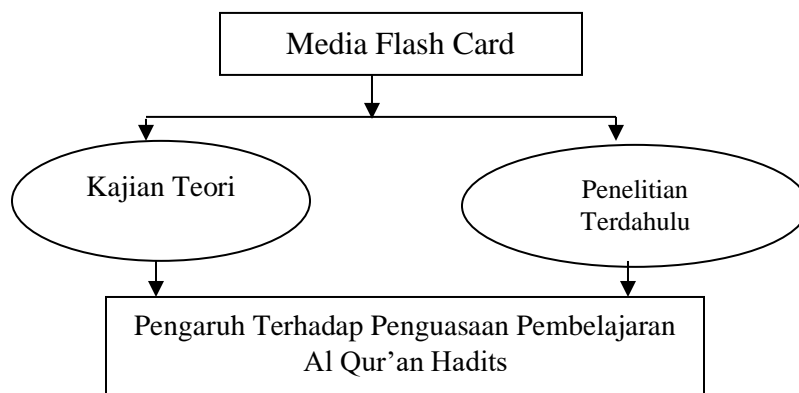 Media Flash Card
Kajian Teori
Penelitian
Terdahulu
Pengaruh Terhadap Penguasaan Pembelajaran
Al Qur’an Hadits